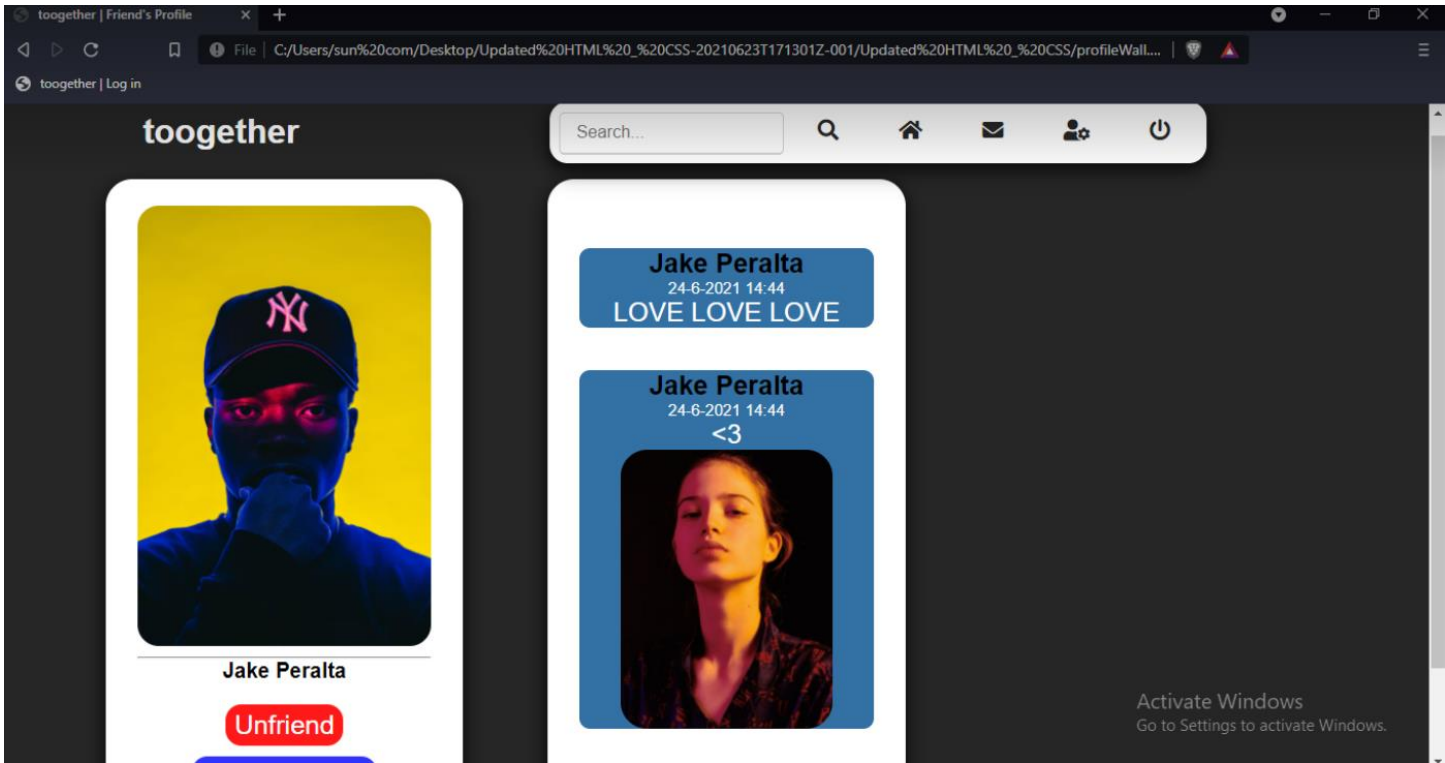 toogether | Friend's Profile
File | C:/Users/sun%20com/Desktop/Updated%20HTML%20_%20CSS-20210623T171301Z-001/Updated%20HTML%20_%20CSS/profileWall....
toogether | Log in
toogether
Search...
NY
Jake Peralta
Unfriend
Jake Peralta
24-6-2021 14:44
LOVE LOVE LOVE
Jake Peralta
24-6-2021 14:44
<3
Activate Windows
Go to Settings to activate Windows.